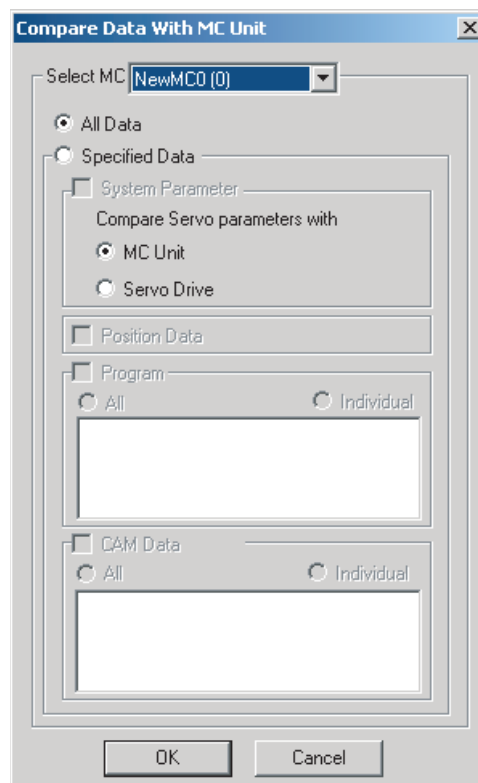 Compare Data With MC Unit
Select MC NewMC0 (0)
All Data
Specified Data
System Parameter
Compare Servo parameters with
MC Unit
Servo Drive
Position Data
Program
All Individual
CAM Data
All Individual
OK Cancel